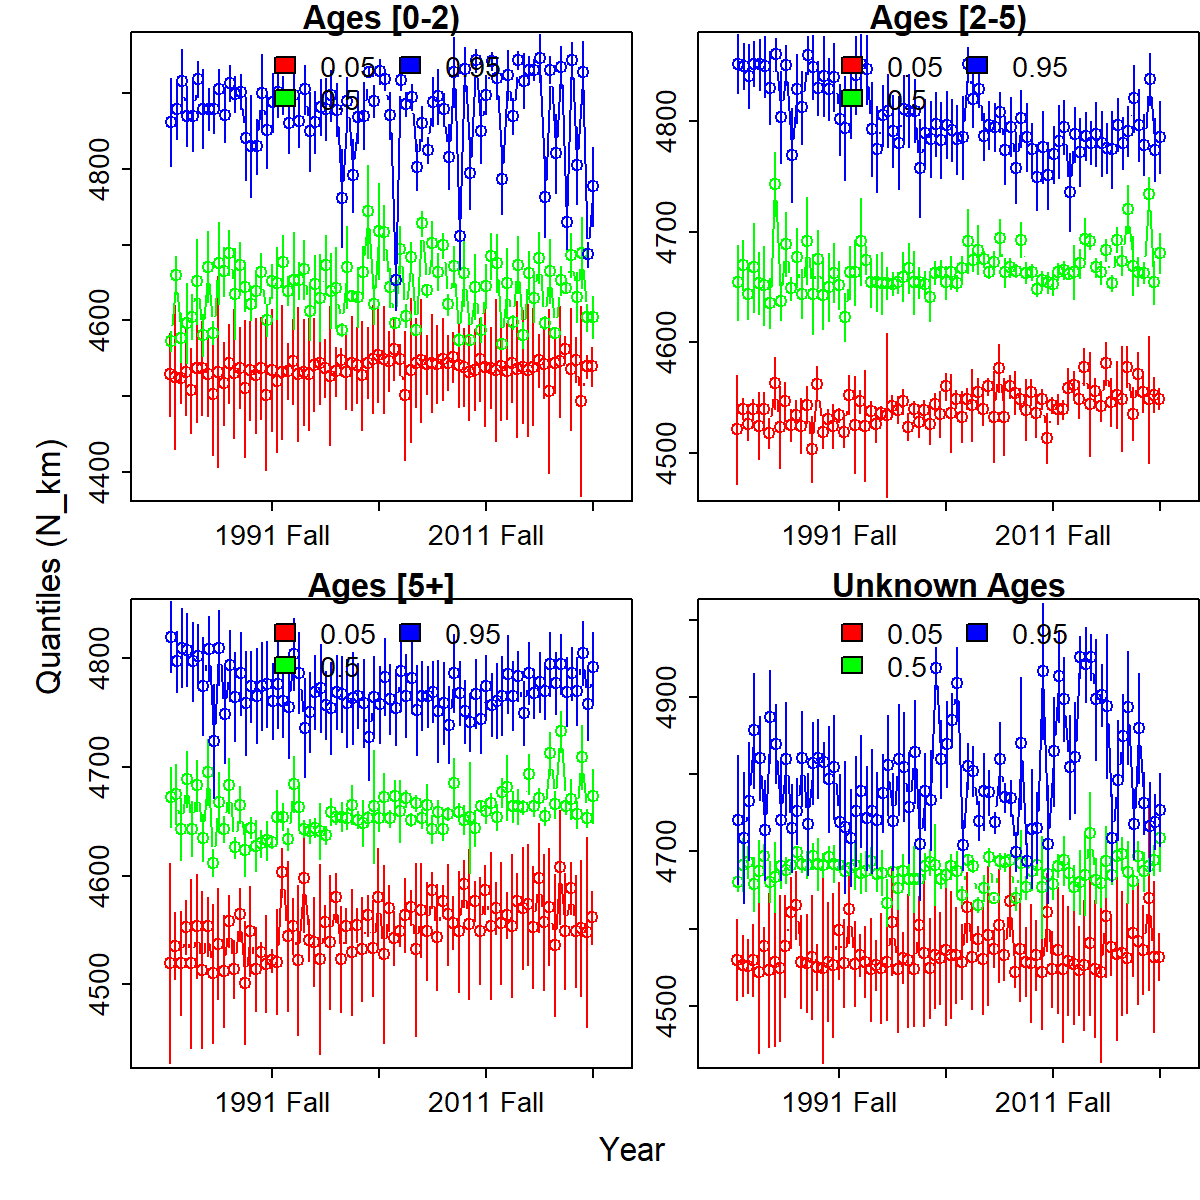 Ages [0-2)
0.05
0.95
0.5
4400
4600
4800
1991 Fall
2011 Fall
Ages [2-5)
0.05
0.95
0.5
4500
4600
4700
4800
1991 Fall
2011 Fall
Ages [5+]
0.05
0.95
0.5
4500
4600
4700
4800
1991 Fall
2011 Fall
Unknown Ages
0.05
0.95
0.5
4500
4700
4900
1991 Fall
2011 Fall
Quantiles (N_km)
Year